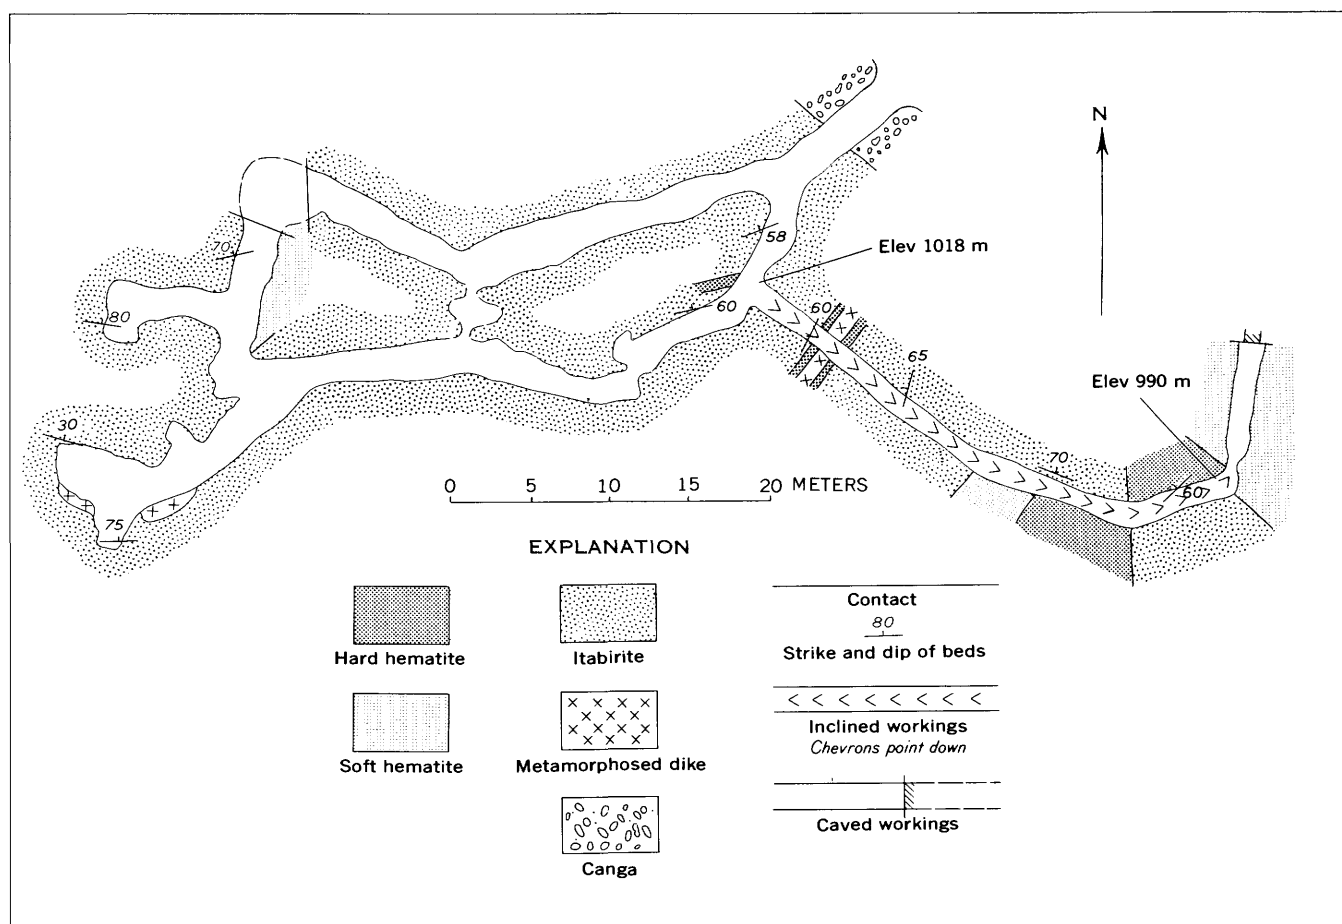 N
70
58
Elev 1018 m
80
60
60
65
Elev 990 m
30
70
60
75
0 5 10 15 20 METERS
EXPLANATION
Hard hematite
Itabirite
Contact
80
Strike and dip of beds
Soft hematite
Metamorphosed dike
Inclined workings
Chevrons point down
Canga
Caved workings